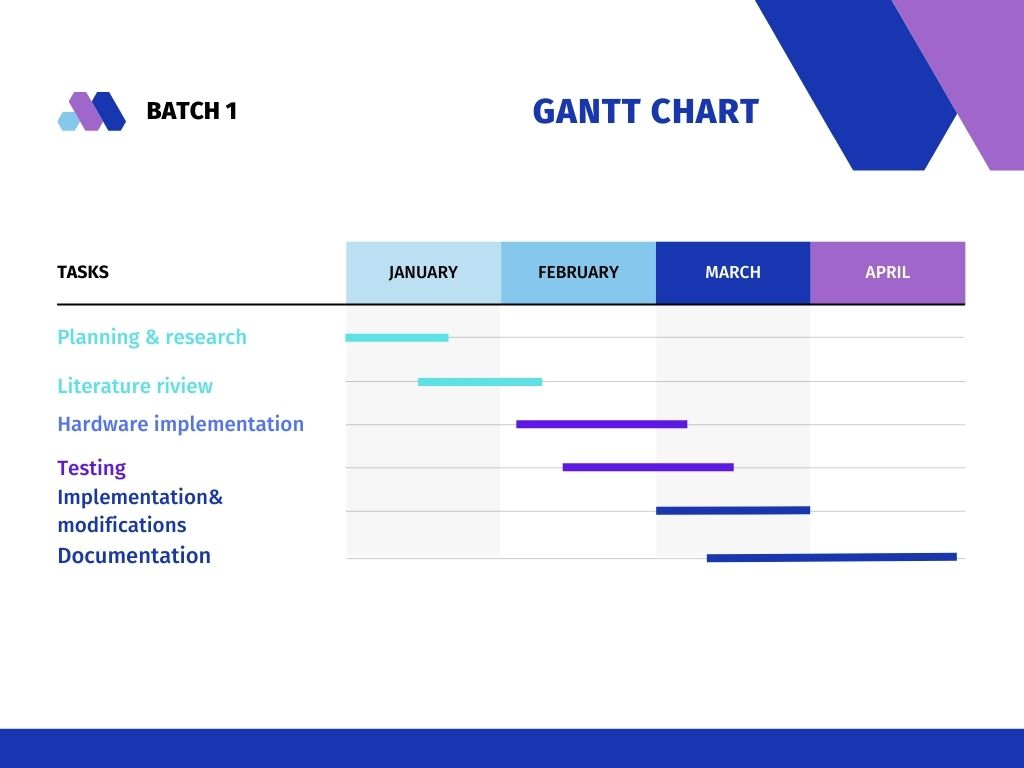 BATCH 1
GANTT CHART
TASKS
JANUARY
FEBRUARY
MARCH
APRIL
Planning & research
Literature riview
Hardware implementation
Testing
Implementation&
modifications
Documentation